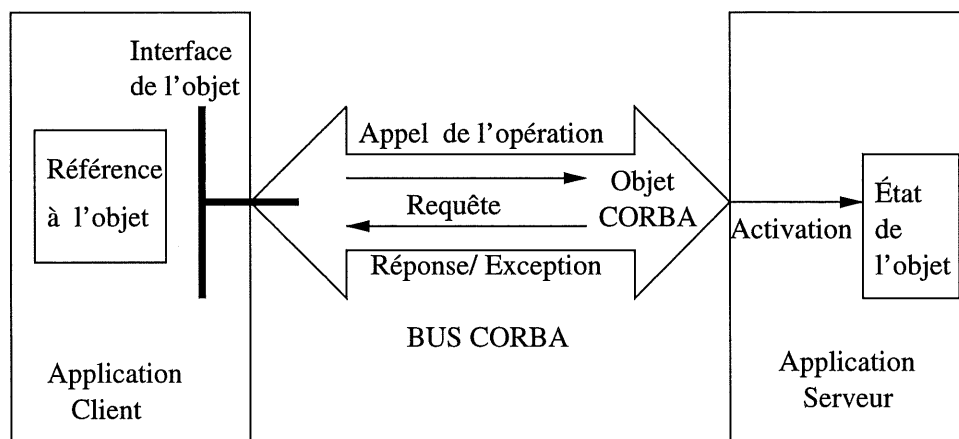 Interface
de l'objet
Référence
à l'objet
Application
Client
Appel de l'opération
Requête
Réponse/ Exception
Objet
CORBA
BUS CORBA
Activation
État
de
l'objet
Application
Serveur